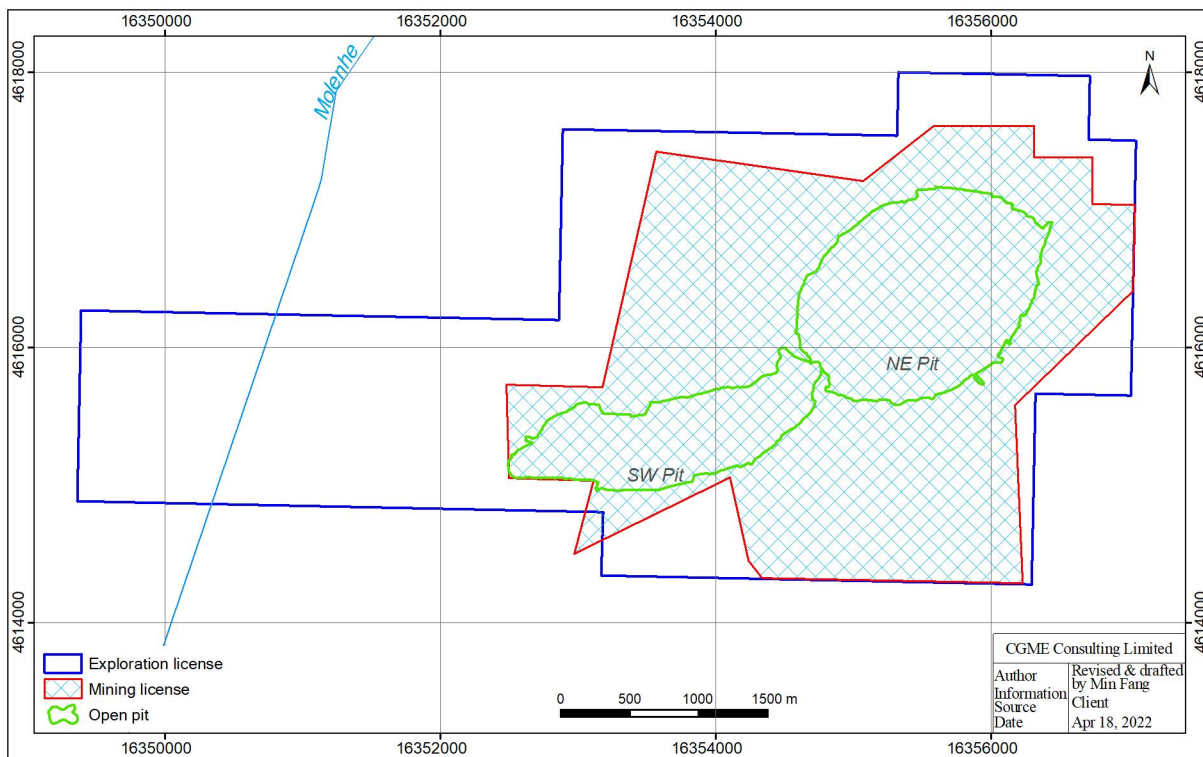 16350000
16352000
16354000
16356000
4618000
4618000
N
Molenhe
4616000
4616000
NE Pit
SW Pit
4614000
4614000
Exploration license
Mining license
Open pit
0
500
1000
1500 m
CGME Consulting Limited
Author
Revised & drafted
by Min Fang
Information
Source
Client
Date
Apr 18, 2022
16350000
16352000
16354000
16356000